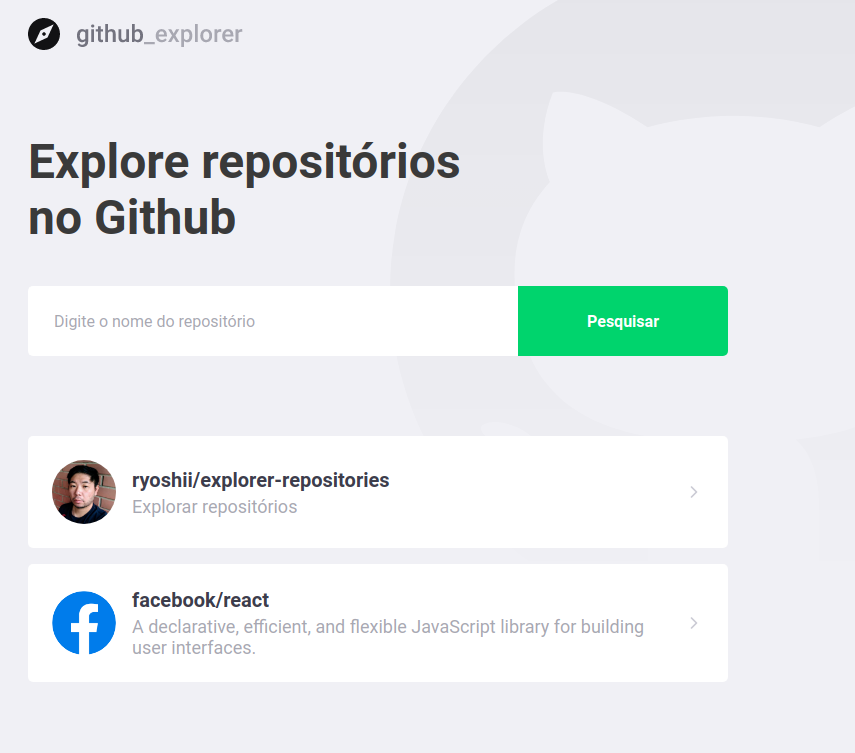 github_explorer
Explore repositórios
no Github
Digite o nome do repositório
Pesquisar
ryoshii/explorer-repositories
Explorar repositórios
facebook/react
A declarative, efficient, and flexible JavaScript library for building
user interfaces.